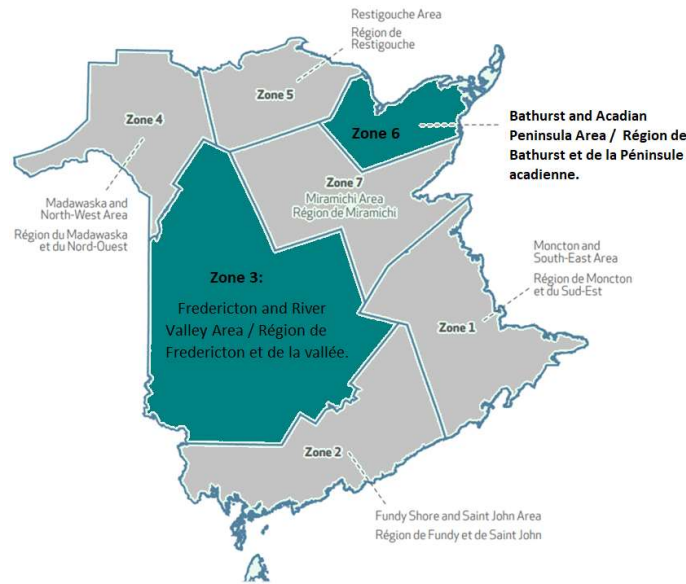 Restigouche Area
Région de
Restigouche
Zone 5
Zone 4
Zone 6
Bathurst and Acadian
Peninsula Area / Région de
Bathurst et de la Péninsule
acadienne.
Zone 7
Miramichi Area
Région de Miramichi
Madawaska and
North-West Area
Région du Madawaska
et du Nord-Ouest
Moncton and
South-East Area
Région de Moncton
et du Sud-Est
Zone 3:
Fredericton and River
Valley Area / Région de
Fredericton et de la vallée.
Zone 1
Zone 2
Fundy Shore and Saint John Area
Région de Fundy et de Saint John